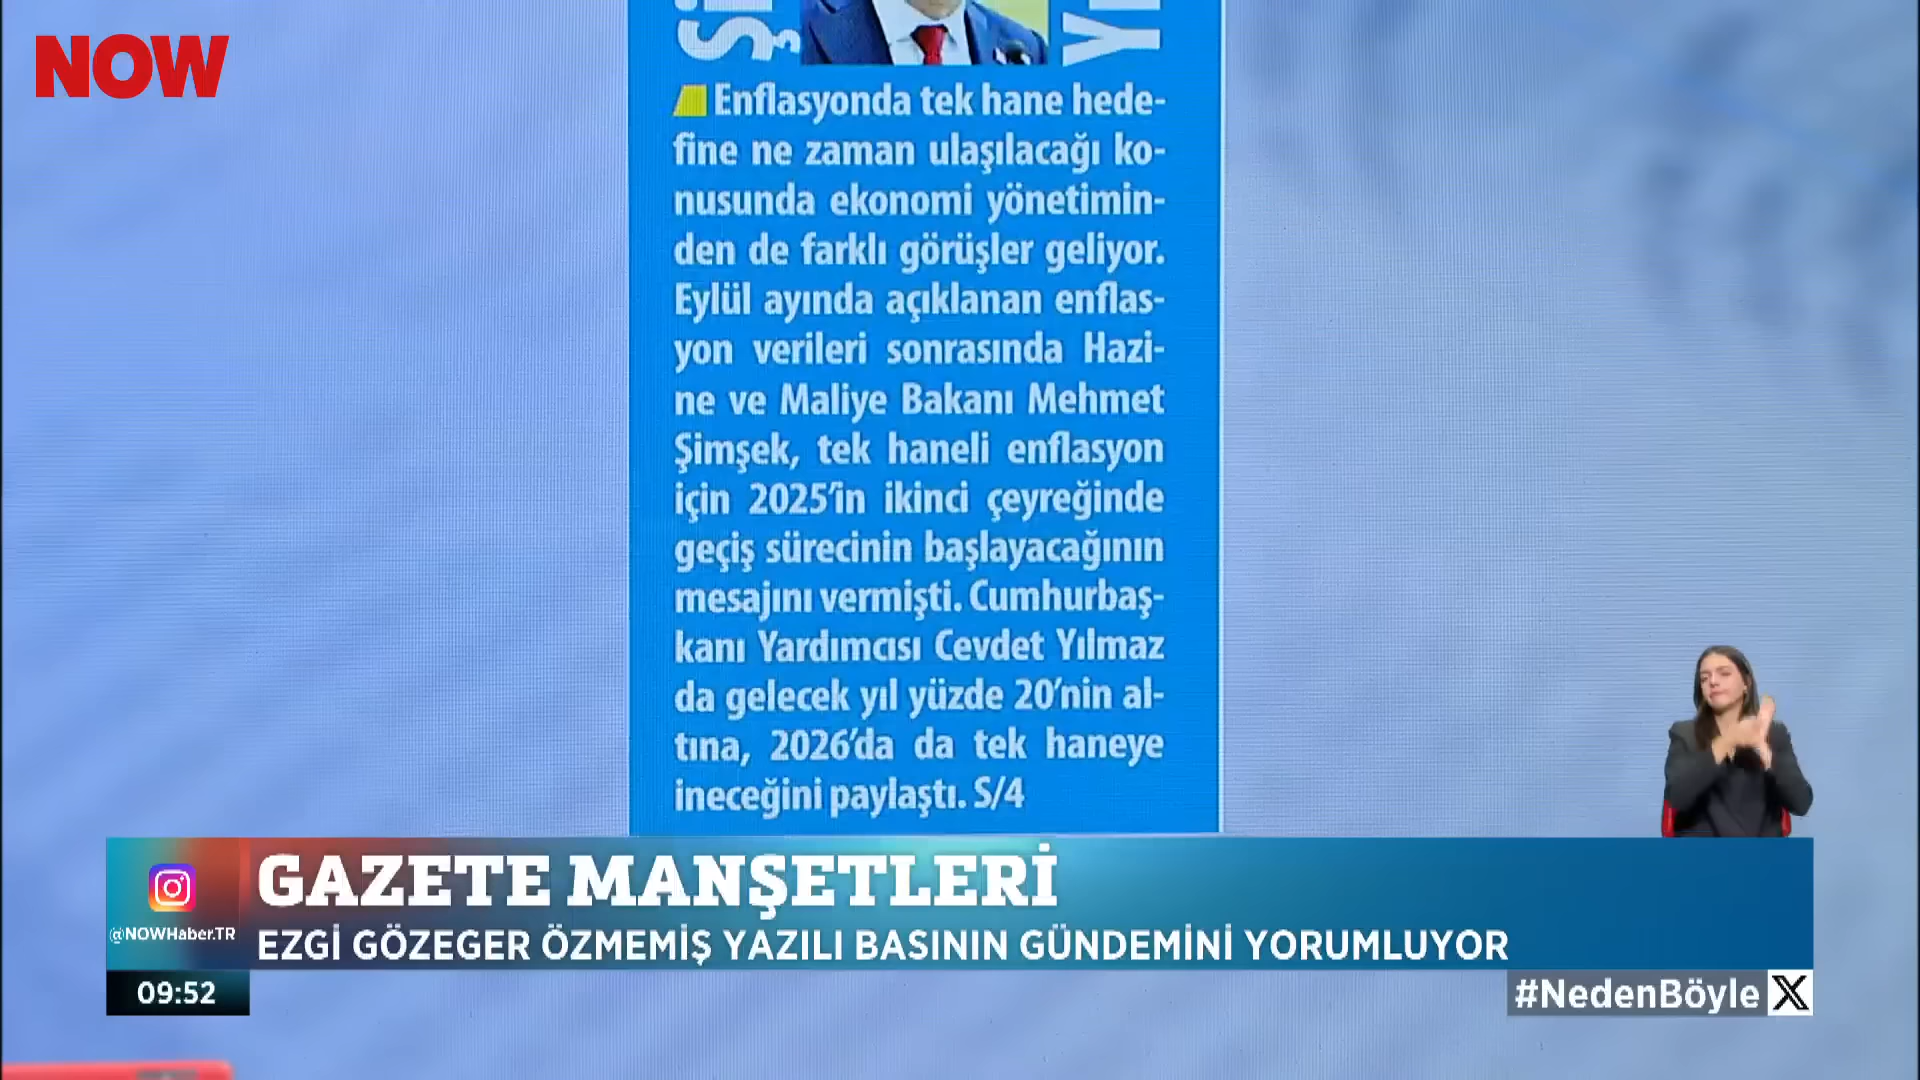 NOW
Enflasyonda tek hane hede-
fine ne zaman ulaşılacağı ko-
nusunda ekonomi yönetimin-
den de farklı görüşler geliyor.
Eylül ayında açıklanan enflas-
yon verileri sonrasında Hazi-
ne ve Maliye Bakanı Mehmet
Şimşek, tek haneli enflasyon
için 2025'in ikinci çeyreğinde
geçiş sürecinin başlayacağının
mesajını vermişti. Cumhurbaş-
kanı Yardımcısı Cevdet Yılmaz
da gelecek yıl yüzde 20'nin al-
tına, 2026'da da tek haneye
ineceğini paylaştı. S/4
GAZETE MANŞETLERİ
@NOWHaber.TR
EZGİ GÖZEGER ÖZMEMİŞ YAZILI BASININ GÜNDEMİNİ YORUMLUYOR
09:52
#NedenBöyle X